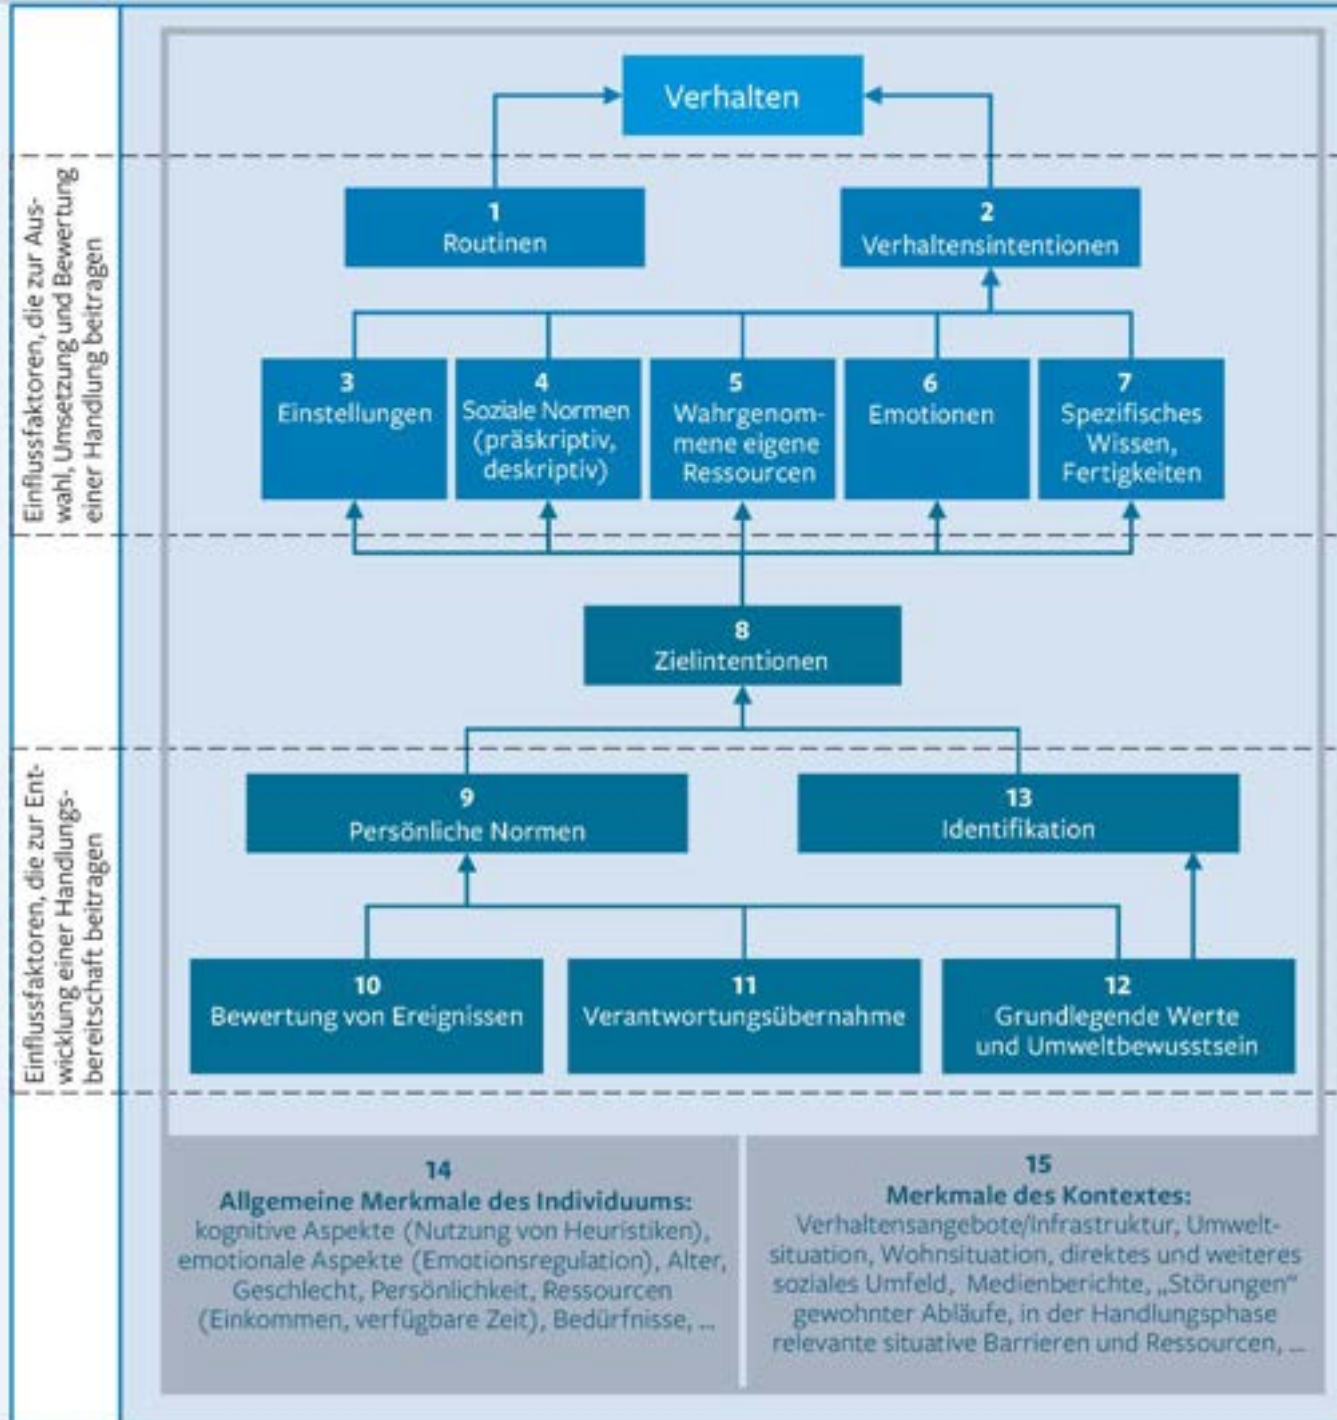 Verhalten
Einflussfaktoren, die zur Aus-
wahl, Umsetzung und Bewertung
einer Handlung beitragen
1
Routinen
2
Verhaltensintentionen
3
Einstellungen
4
Soziale Normen
(präskriptiv,
deskriptiv)
5
Wahrgenom-
mene eigene
Ressourcen
6
Emotionen
7
Spezifisches
Wissen,
Fertigkeiten
8
Zielintentionen
Einflussfaktoren, die zur Ent-
wicklung einer Handlungs-
bereitschaft beitragen
9
Persönliche Normen
13
Identifikation
10
Bewertung von Ereignissen
11
Verantwortungsübernahme
12
Grundlegende Werte
und Umweltbewusstsein
14
Allgemeine Merkmale des Individuums:
kognitive Aspekte (Nutzung von Heuristiken),
emotionale Aspekte (Emotionsregulation), Alter,
Geschlecht, Persönlichkeit, Ressourcen
(Einkommen, verfügbare Zeit), Bedürfnisse, ...
15
Merkmale des Kontextes:
Verhaltensangebote/Infrastruktur, Umwelt-
situation, Wohnsituation, direktes und weiteres
soziales Umfeld, Medienberichte, „Störungen“
gewohnter Abläufe, in der Handlungsphase
relevante situative Barrieren und Ressourcen, ...